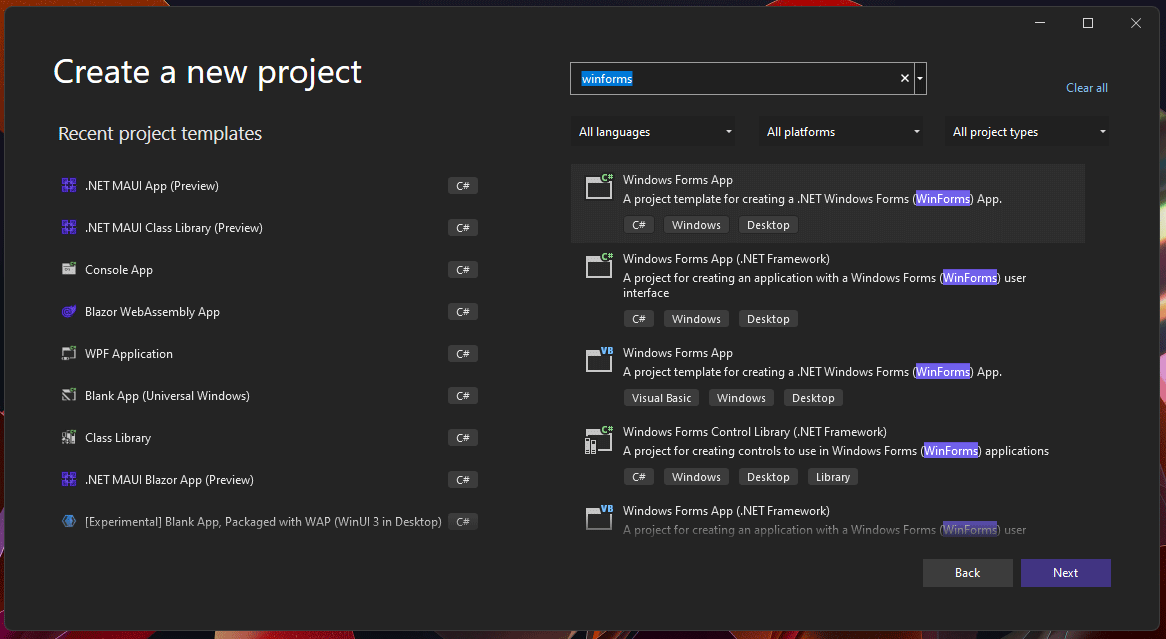 Create a new project
Recent project templates
.NET MAUI App (Preview)
C#
.NET MAUI Class Library (Preview)
C#
Console App
C#
Blazor WebAssembly App
C#
WPF Application
C#
Blank App (Universal Windows)
C#
Class Library
C#
.NET MAUI Blazor App (Preview)
C#
[Experimental] Blank App, Packaged with WAP (WinUI 3 in Desktop)
C#
winforms
Clear all
All languages
All platforms
All project types
C#
Windows Forms App
A project template for creating a .NET Windows Forms (WinForms) App.
C# Windows Desktop
C#
Windows Forms App (.NET Framework)
A project for creating an application with a Windows Forms (WinForms) user
interface
C# Windows Desktop
VB
Windows Forms App
A project template for creating a .NET Windows Forms (WinForms) App.
Visual Basic Windows Desktop
C#
Windows Forms Control Library (.NET Framework)
A project for creating controls to use in Windows Forms (WinForms) applications
C# Windows Desktop Library
VB
Windows Forms App (.NET Framework)
A project for creating an application with a Windows Forms (WinForms) user
Back
Next